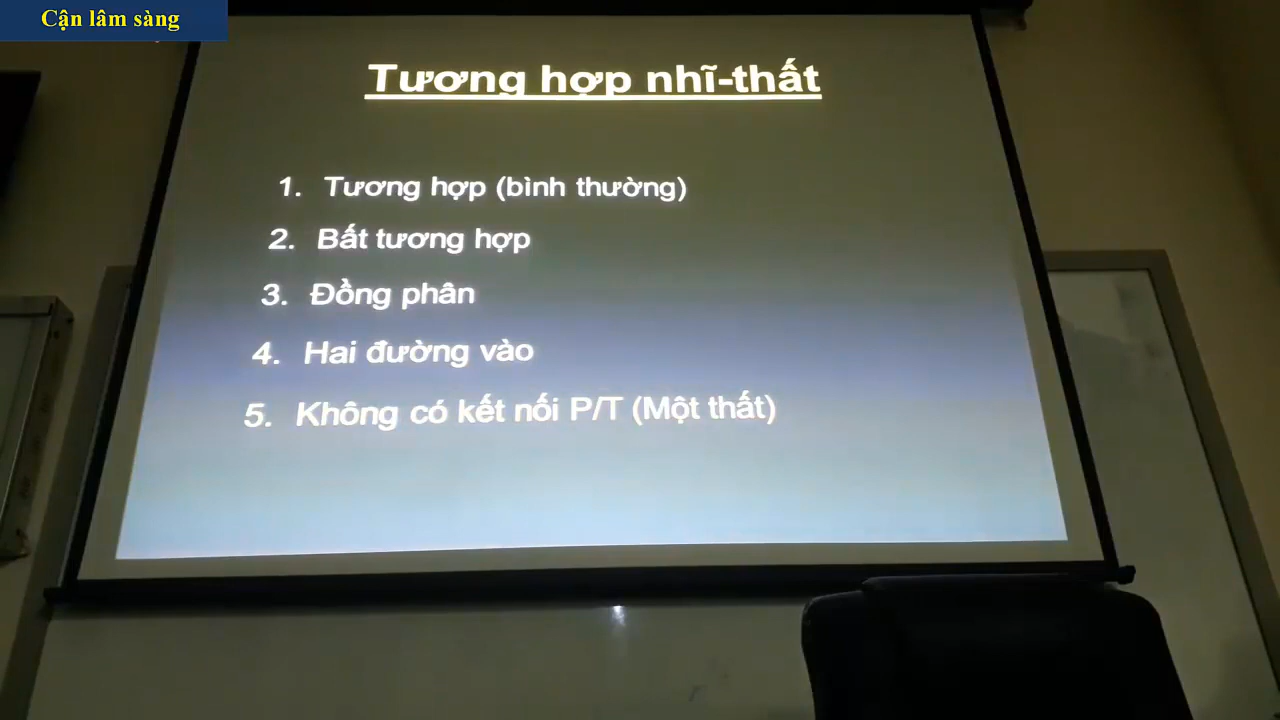 Cận lâm sàng
Tương hợp nhĩ-thất
1. Tương hợp (bình thường)
2. Bất tương hợp
3. Đồng phân
4. Hai đường vào
5. Không có kết nối P/T (Một thất)